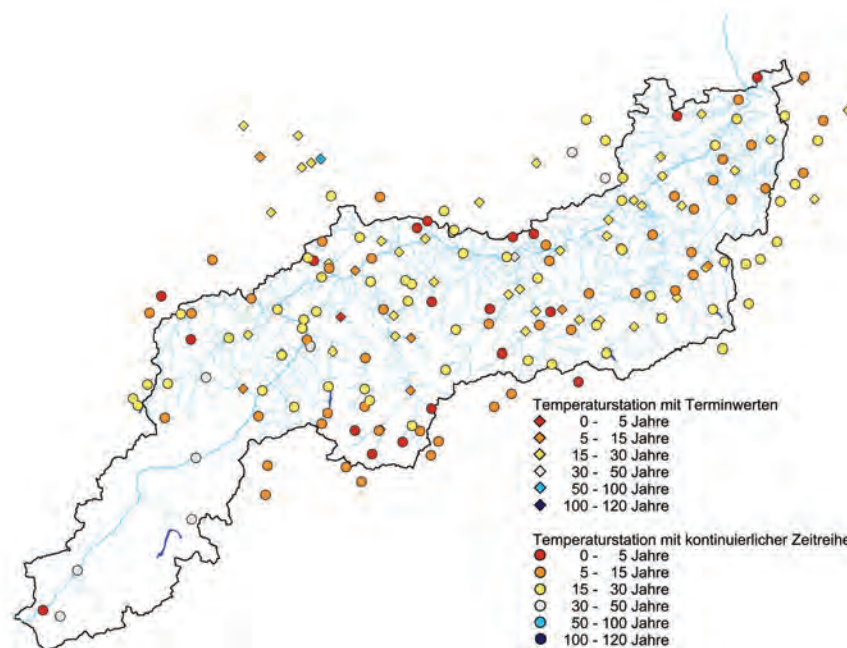 Temperaturstation mit Terminwerten
0 - 5 Jahre
5 - 15 Jahre
15 - 30 Jahre
30 - 50 Jahre
50 - 100 Jahre
100 - 120 Jahre
Temperaturstation mit kontinuierlicher Zeitreihe
0 - 5 Jahre
5 - 15 Jahre
15 - 30 Jahre
30 - 50 Jahre
50 - 100 Jahre
100 - 120 Jahre